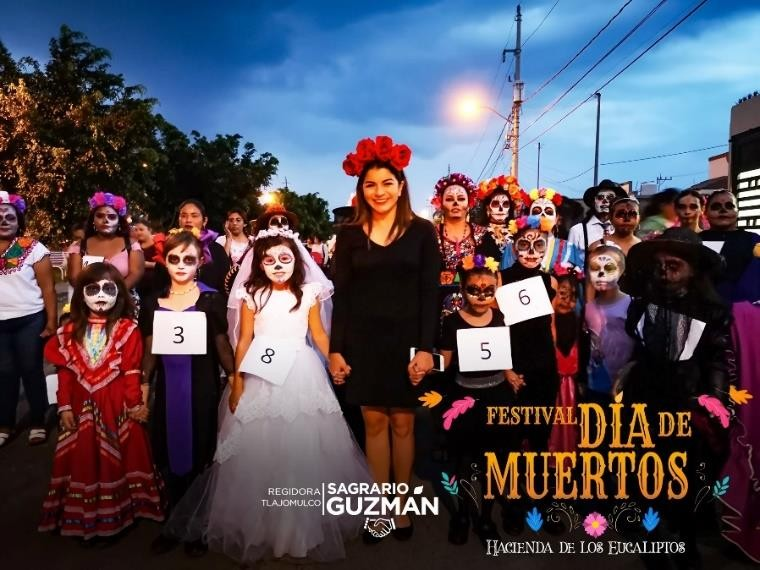 3
8
6
5
FESTIVAL DÍA DE
MUERTOS
HACIENDA DE LOS EUCALIPTOS
REGIDORA
TLAJOMULCO
SAGRARIO
GUZMÁN